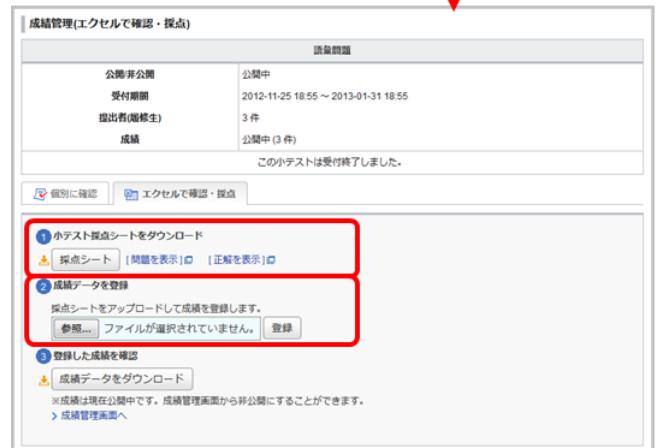 成績管理(エクセルで確認・採点)
語彙問題
公開/非公開 公開中
受付期間 2012-11-25 18:55 ～ 2013-01-31 18:55
提出者(履修生) 3 件
成績 公開中 (3 件)
この小テストは受付終了しました。
個別に確認 エクセルで確認・採点
1 小テスト採点シートをダウンロード
採点シート [問題を表示] [正解を表示]
2 成績データを登録
採点シートをアップロードして成績を登録します。
参照... ファイルが選択されていません。 登録
3 登録した成績を確認
成績データをダウンロード
※成績は現在公開中です。成績管理画面から非公開にすることができます。
> 成績管理画面へ